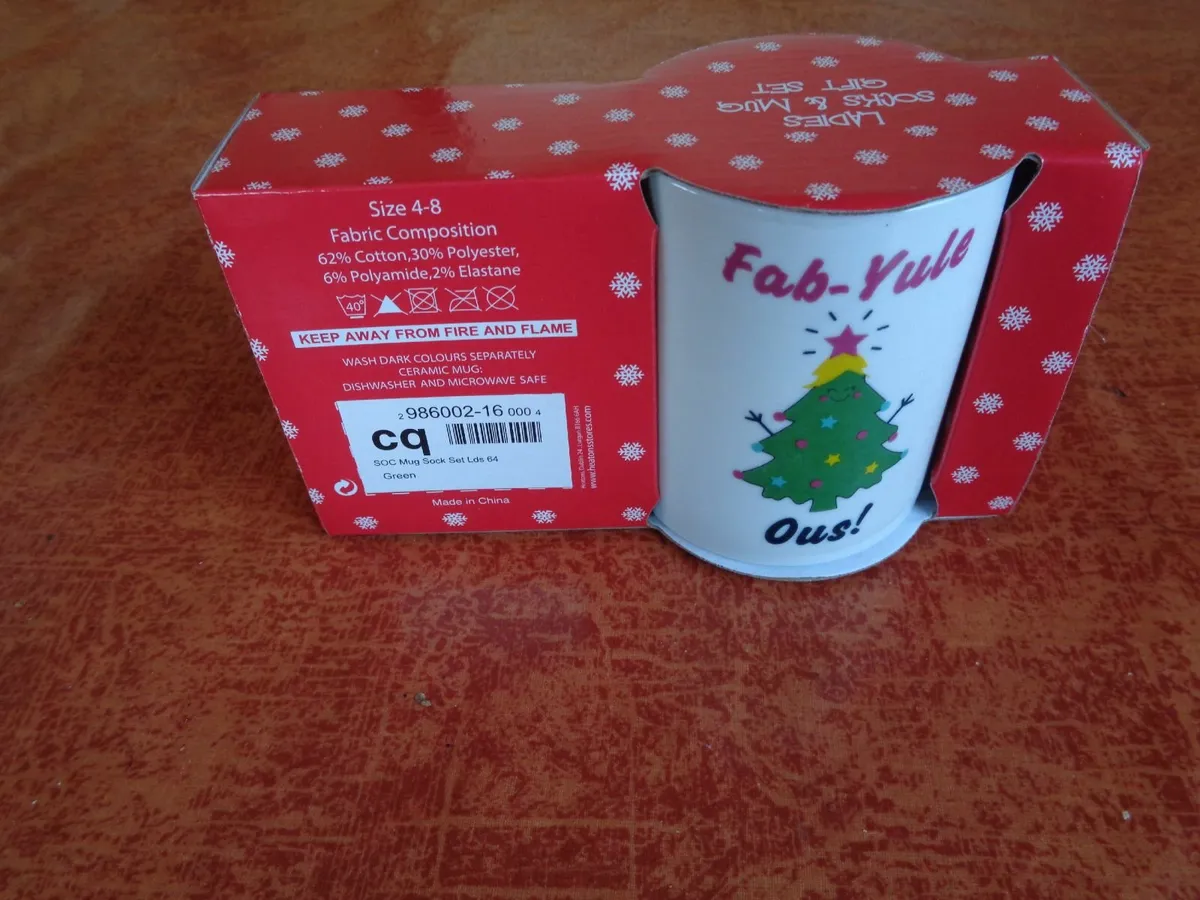 LADIES
SOCKS & MUG
GIFT SET
Size 4-8
Fabric Composition
62% Cotton,30% Polyester,
6% Polyamide,2% Elastane
40°
KEEP AWAY FROM FIRE AND FLAME
WASH DARK COLOURS SEPARATELY
CERAMIC MUG:
DISHWASHER AND MICROWAVE SAFE
2 986002-16 000 4
cq
SOC Mug Sock Set Lds 64
Green
Made in China
www.heatonsstores.com
Fab-Yule
Ous!